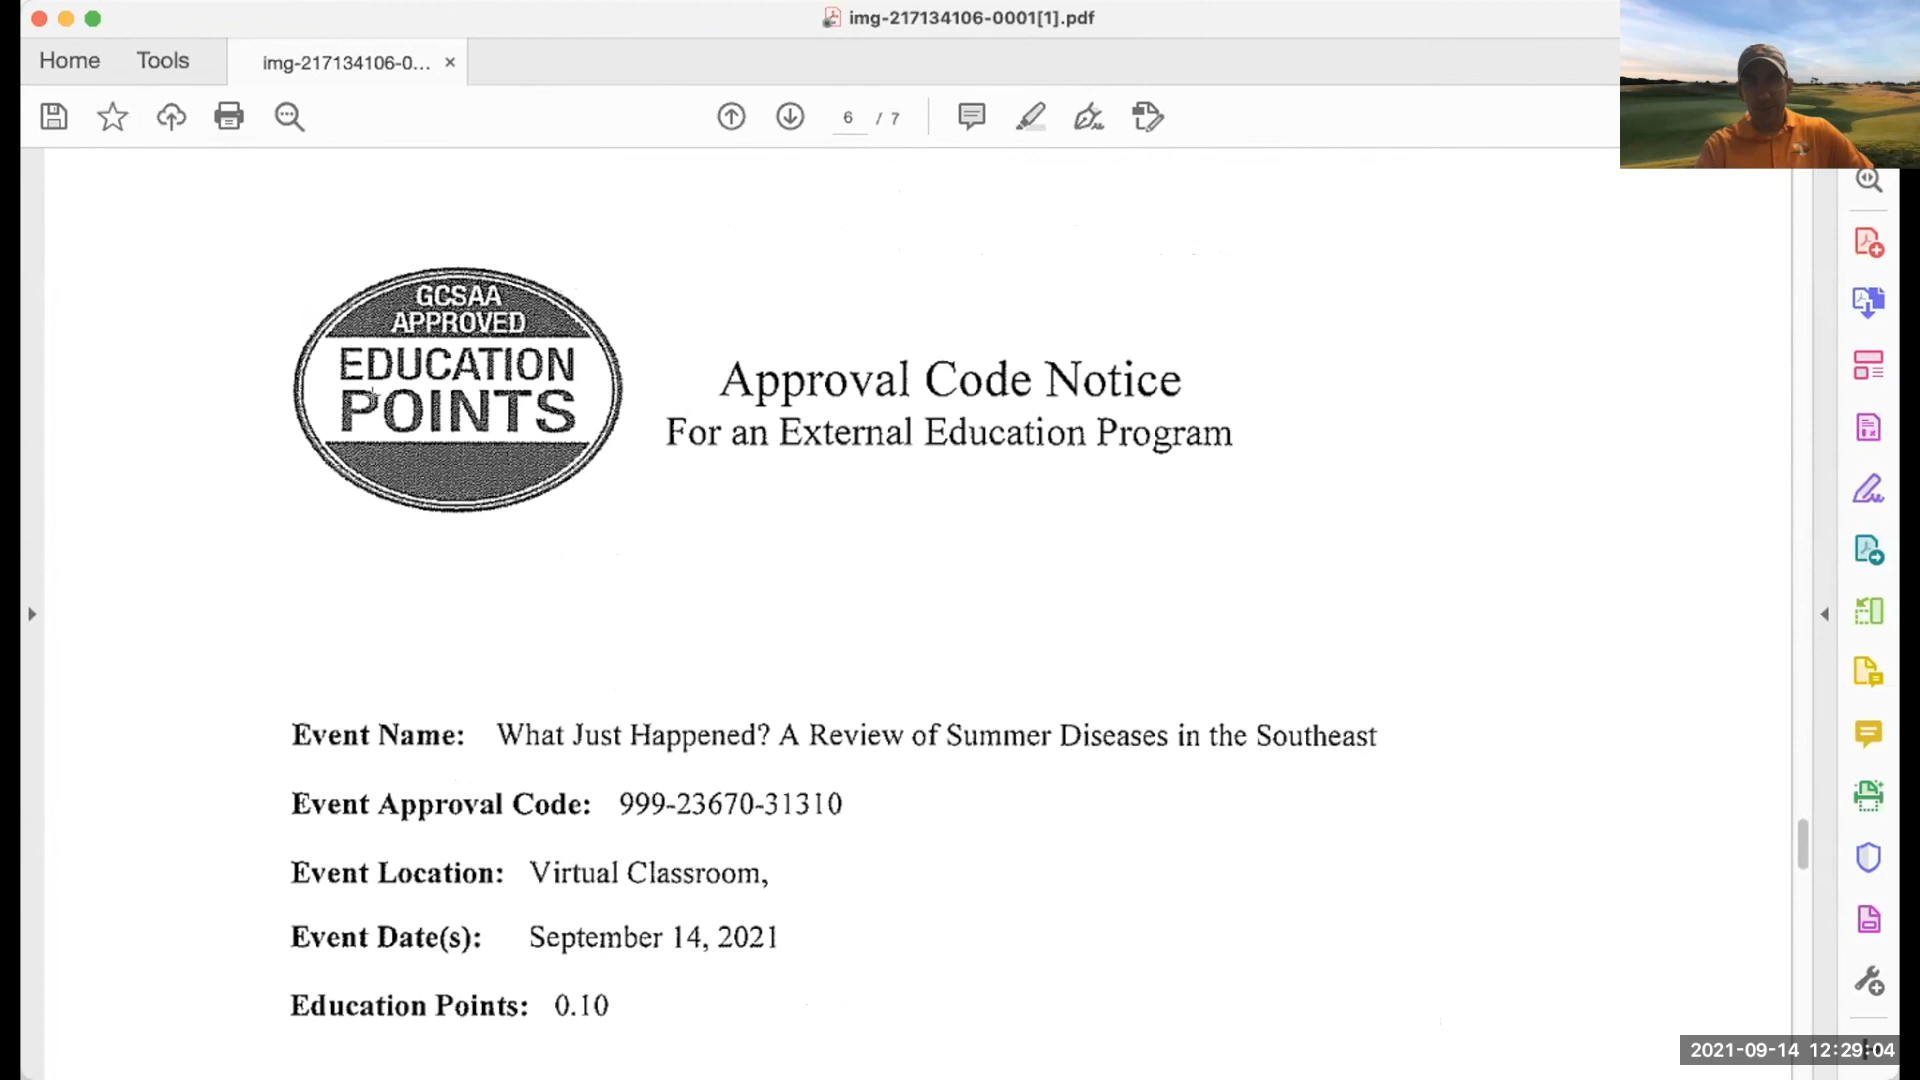 img-217134106-0001[1].pdf
Home Tools img-217134106-0... ×
6 / 7
GCSAA
APPROVED
EDUCATION
POINTS
Approval Code Notice
For an External Education Program
Event Name: What Just Happened? A Review of Summer Diseases in the Southeast
Event Approval Code: 999-23670-31310
Event Location: Virtual Classroom,
Event Date(s): September 14, 2021
Education Points: 0.10
2021-09-14 12:29:04